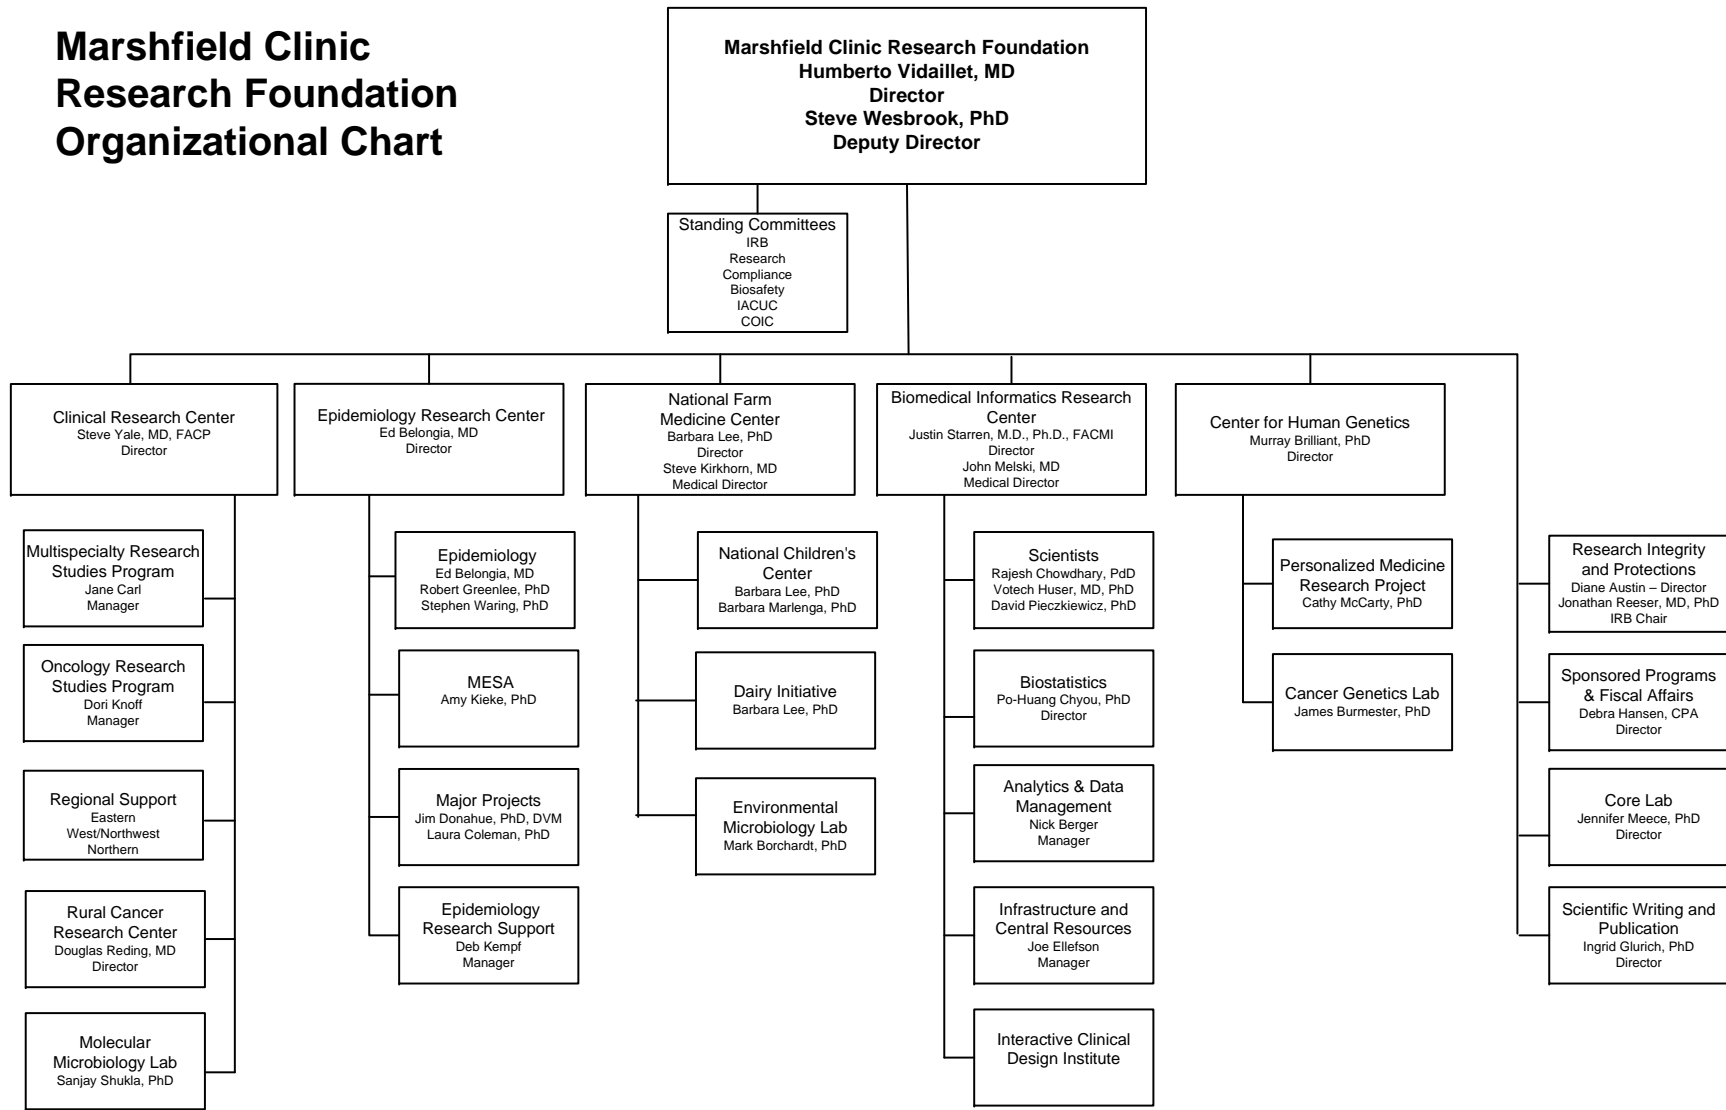 Marshfield Clinic
Research Foundation
Organizational Chart
Marshfield Clinic Research Foundation
Humberto Vidaillet, MD
Director
Steve Wesbrook, PhD
Deputy Director
Standing Committees
IRB
Research
Compliance
Biosafety
IACUC
COIC
Clinical Research Center
Steve Yale, MD, FACP
Director
Multispecialty Research
Studies Program
Jane Carl
Manager
Oncology Research
Studies Program
Dori Knoff
Manager
Regional Support
Eastern
West/Northwest
Northern
Rural Cancer
Research Center
Douglas Reding, MD
Director
Molecular
Microbiology Lab
Sanjay Shukla, PhD
Epidemiology Research Center
Ed Belongia, MD
Director
Epidemiology
Ed Belongia, MD
Robert Greenlee, PhD
Stephen Waring, PhD
MESA
Amy Kieke, PhD
Major Projects
Jim Donahue, PhD, DVM
Laura Coleman, PhD
Epidemiology
Research Support
Deb Kempf
Manager
National Farm
Medicine Center
Barbara Lee, PhD
Director
Steve Kirkhorn, MD
Medical Director
National Children's
Center
Barbara Lee, PhD
Barbara Marlenga, PhD
Dairy Initiative
Barbara Lee, PhD
Environmental
Microbiology Lab
Mark Borchardt, PhD
Biomedical Informatics Research
Center
Justin Starren, M.D., Ph.D., FACMI
Director
John Melski, MD
Medical Director
Scientists
Rajesh Chowdhary, PdD
Votech Huser, MD, PhD
David Pieczkiewicz, PhD
Biostatistics
Po-Huang Chyou, PhD
Director
Analytics & Data
Management
Nick Berger
Manager
Infrastructure and
Central Resources
Joe Ellefson
Manager
Interactive Clinical
Design Institute
Center for Human Genetics
Murray Brilliant, PhD
Director
Personalized Medicine
Research Project
Cathy McCarty, PhD
Cancer Genetics Lab
James Burmester, PhD
Research Integrity
and Protections
Diane Austin – Director
Jonathan Reeser, MD, PhD
IRB Chair
Sponsored Programs
& Fiscal Affairs
Debra Hansen, CPA
Director
Core Lab
Jennifer Meece, PhD
Director
Scientific Writing and
Publication
Ingrid Glurich, PhD
Director